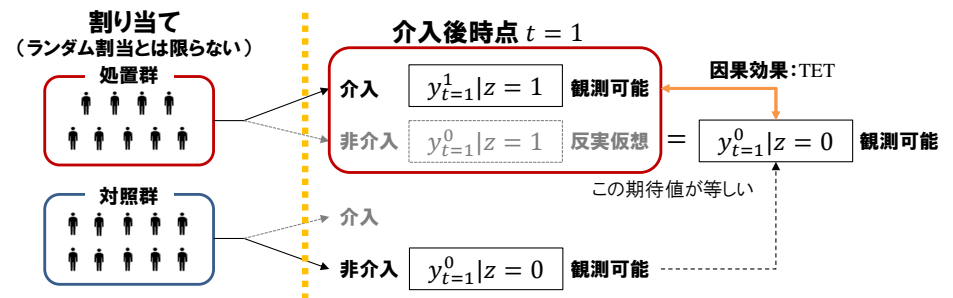 割り当て
（ランダム割当とは限らない）
処置群
対照群
介入後時点 t = 1
介入 y^1_{t=1}|z = 1 観測可能
非介入 y^0_{t=1}|z = 1 反実仮想
=
y^0_{t=1}|z = 0 観測可能
因果効果：TET
この期待値が等しい
介入
非介入 y^0_{t=1}|z = 0 観測可能